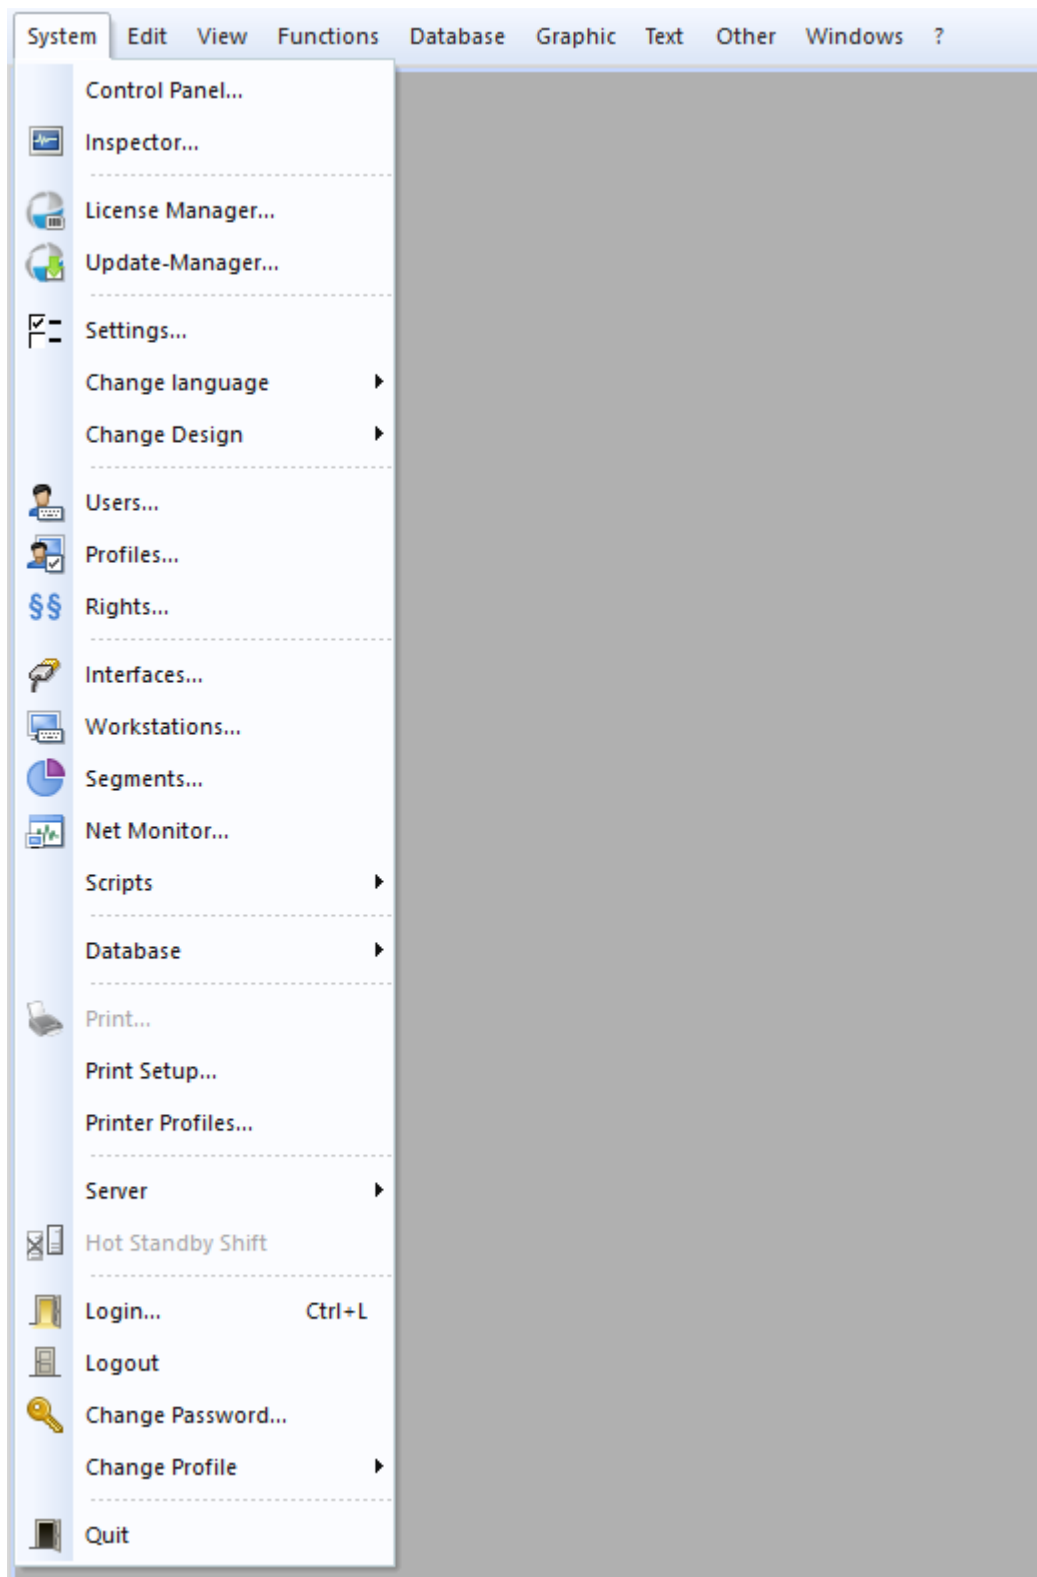 System Edit View Functions Database Graphic Text Other Windows ?
Control Panel...
Inspector...
License Manager...
Update-Manager...
Settings...
Change language
Change Design
Users...
Profiles...
§§ Rights...
Interfaces...
Workstations...
Segments...
Net Monitor...
Scripts
Database
Print...
Print Setup...
Printer Profiles...
Server
Hot Standby Shift
Login... Ctrl+L
Logout
Change Password...
Change Profile
Quit